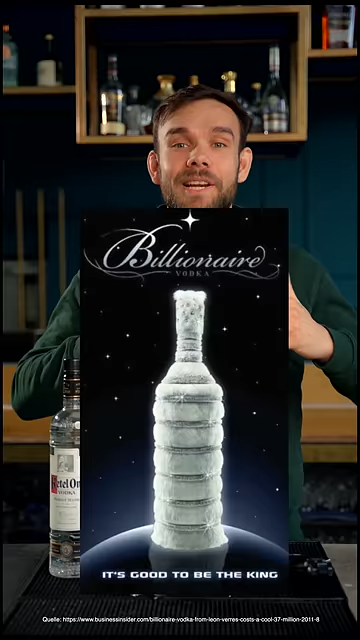 Billionaire
VODKA
Ketel One
VODKA
IT'S GOOD TO BE THE KING
Quelle: https://www.businessinsider.com/billionaire-vodka-from-leon-verres-costs-a-cool-37-million-2011-8